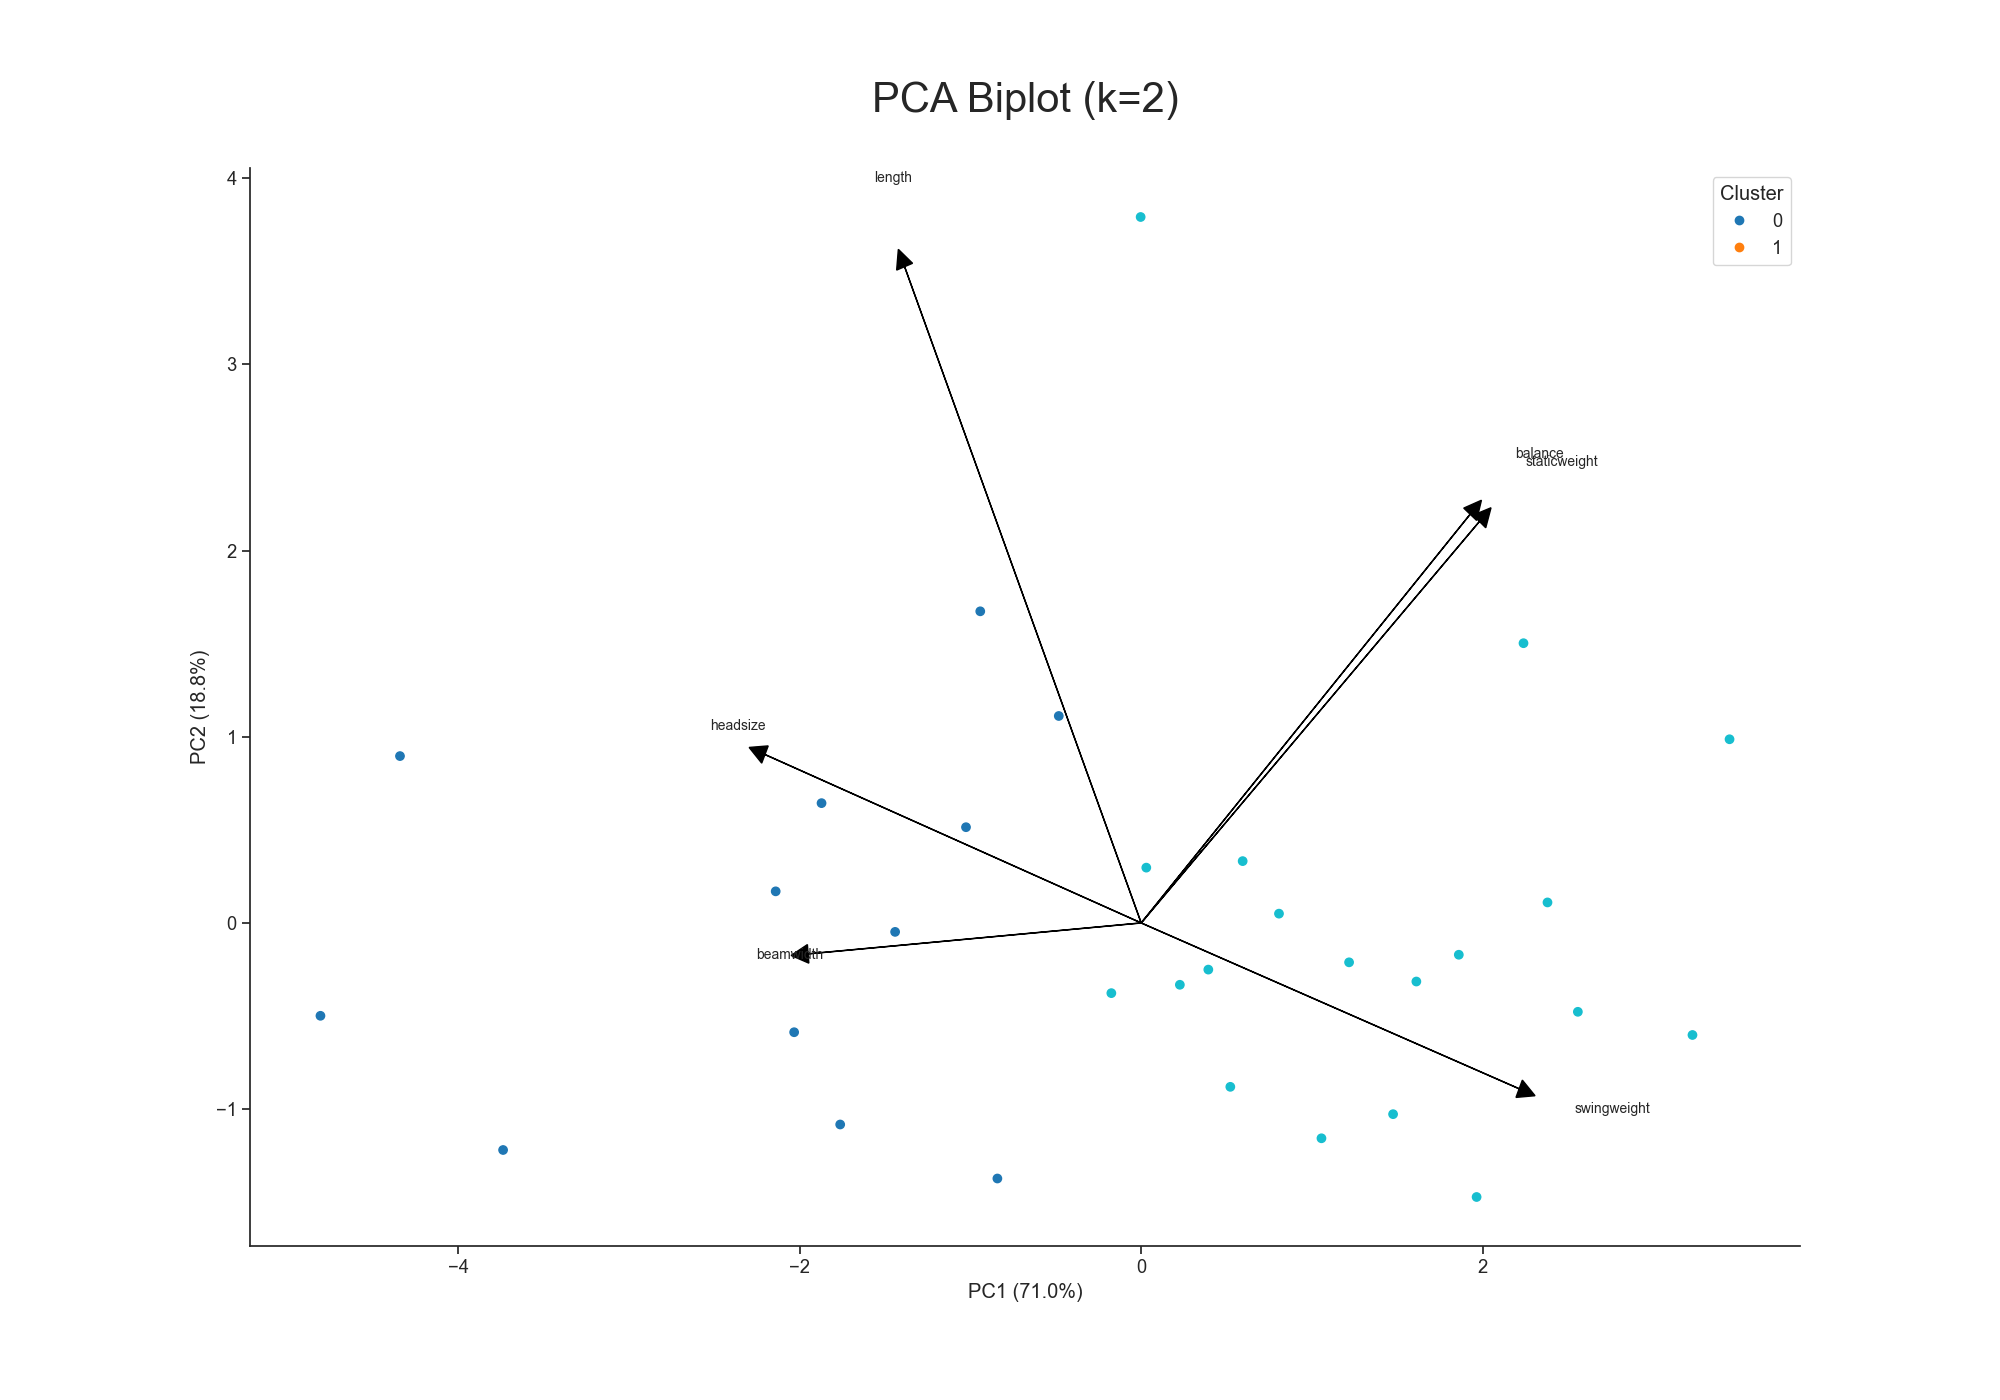 PCA Biplot (k=2)
length
Cluster
0
1
balance
staticweight
headsize
beamwidth
swingweight
4
3
2
1
0
−1
PC2 (18.8%)
−4
−2
0
2
PC1 (71.0%)